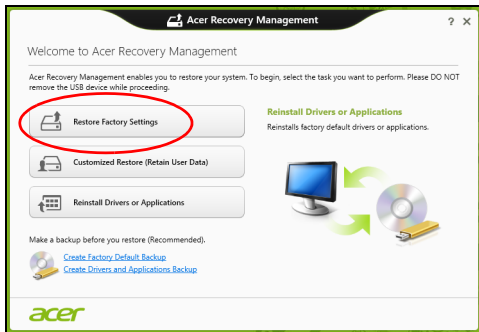 Acer Recovery Management
? ×
Welcome to Acer Recovery Management
Acer Recovery Management enables you to restore your system. To begin, select the task you want to perform. Please DO NOT
remove the USB device while proceeding.
Restore Factory Settings
Reinstall Drivers or Applications
Reinstalls factory default drivers or applications.
Customized Restore (Retain User Data)
Reinstall Drivers or Applications
Make a backup before you restore (Recommended).
Create Factory Default Backup
Create Drivers and Applications Backup
acer